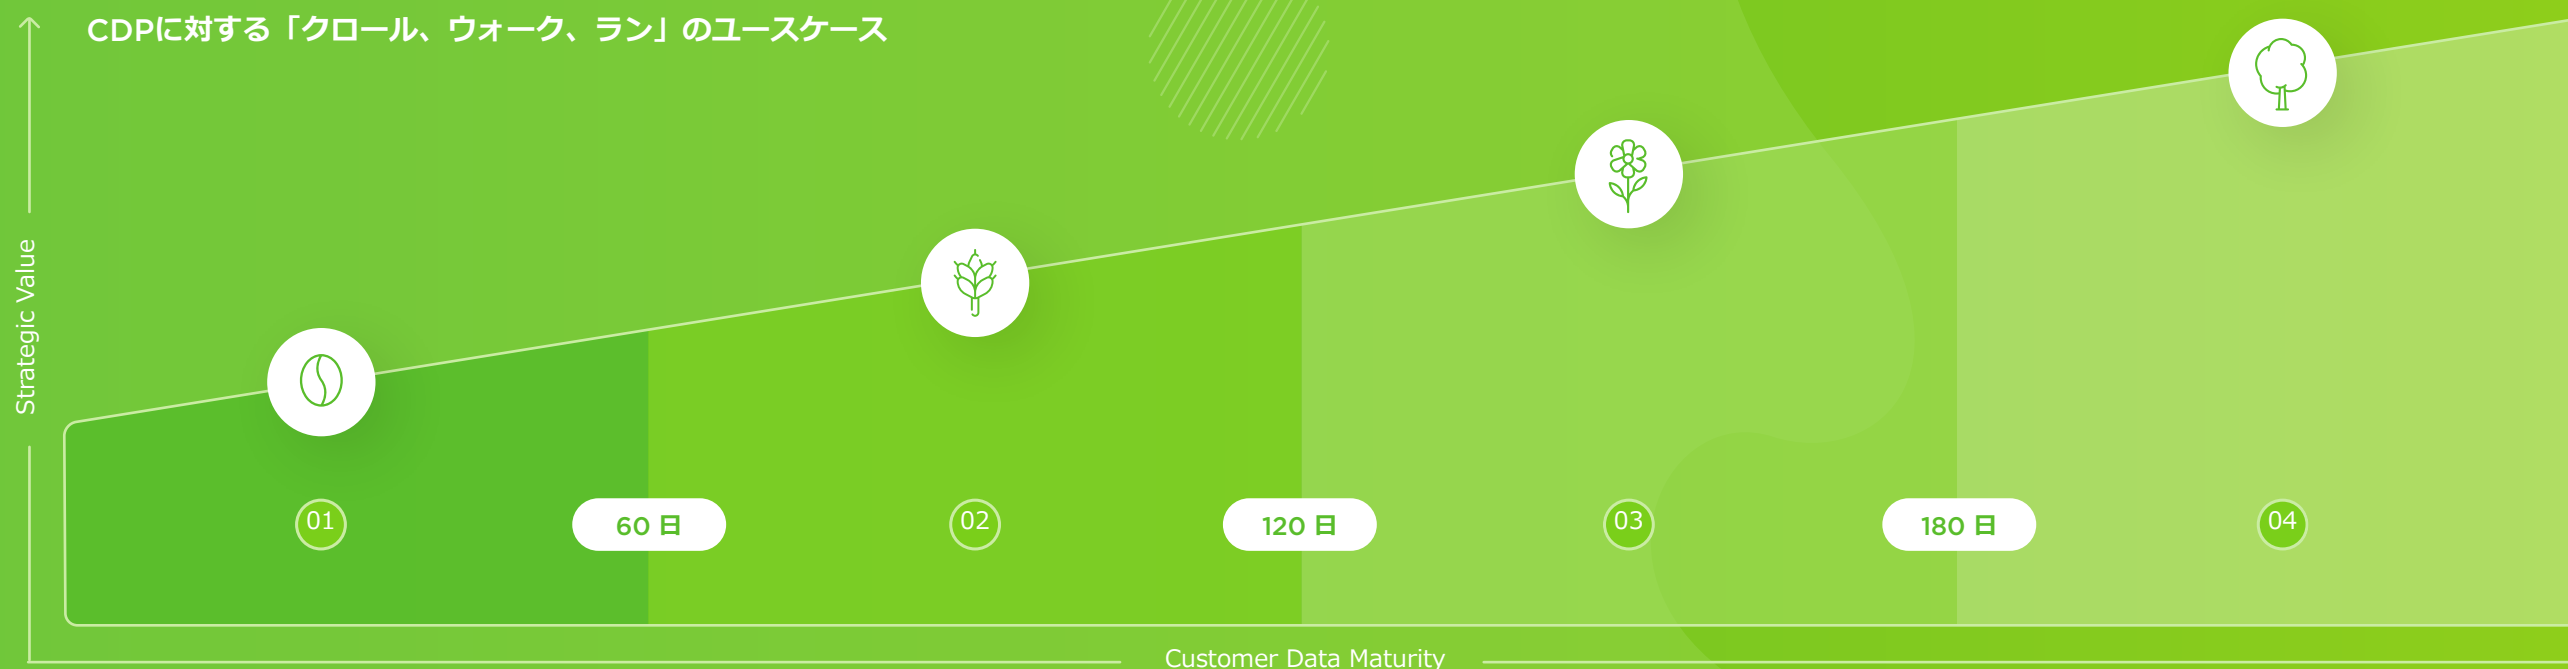 CDPに対する「クロール、ウォーク、ラン」のユースケース
Strategic Value
01
60 日
02
120 日
03
180 日
04
Customer Data Maturity